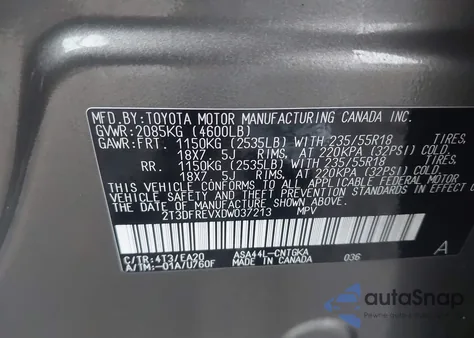 MFD.BY:TOYOTA MOTOR MANUFACTURING CANADA INC.
GVWR:2085KG (4600LB)
GAWR:FRT. 1150KG (2535LB) WITH 235/55R18
18X7. 5J RIMS, AT 220KPA (32PSI) COLD.
RR. 1150KG (2535LB) WITH 235/55R18
18X7. 5J RIMS, AT 220KPA (32PSI) COLD.
THIS VEHICLE CONFORMS TO ALL APPLICABLE FEDERAL MOTOR
VEHICLE SAFETY, BUMPER, AND THEFT PREVENTION STANDARDS IN EFFECT
ON THE DATE OF MANUFACTURE SHOWN ABOVE.
2T3DFREVXDW037213 MPV
C/TR:4T3/EA20 ASA44L-CNTGKA
A/TM:-01A/U760F MADE IN CANADA 036
A
autoSnap